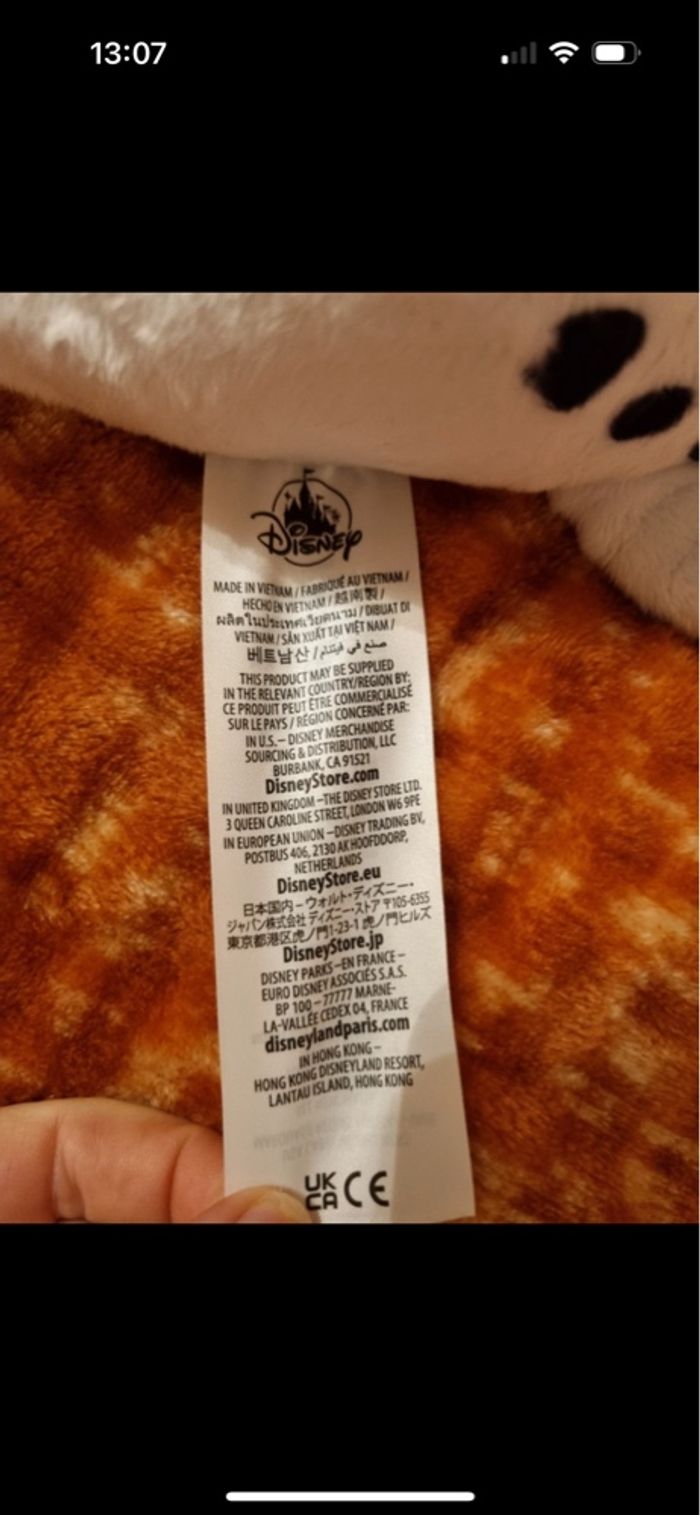 13:07
Disney
MADE IN VIETNAM / FABRIQUÉ AU VIETNAM /
HECHO EN VIETNAM / 越南製 /
ผลิตในประเทศเวียดนาม / DIBUAT DI
VIETNAM / SẢN XUẤT TẠI VIỆT NAM /
베트남산 / صنع في فيتنام
THIS PRODUCT MAY BE SUPPLIED
IN THE RELEVANT COUNTRY/REGION BY:
CE PRODUIT PEUT ÊTRE COMMERCIALISÉ
SUR LE PAYS / RÉGION CONCERNÉ PAR:
IN U.S. – DISNEY MERCHANDISE
SOURCING & DISTRIBUTION, LLC
BURBANK, CA 91521
DisneyStore.com
IN UNITED KINGDOM –THE DISNEY STORE LTD.
3 QUEEN CAROLINE STREET, LONDON W6 9PE
IN EUROPEAN UNION –DISNEY TRADING BV,
POSTBUS 406, 2130 AK HOOFDDORP,
NETHERLANDS
DisneyStore.eu
日本国内 – ウォルト・ディズニー・
ジャパン株式会社 ディズニー・ストア 〒105-6355
東京都港区虎ノ門1-23-1 虎ノ門ヒルズ
DisneyStore.jp
DISNEY PARKS –EN FRANCE –
EURO DISNEY ASSOCIÉS S.A.S.
BP 100 – 77777 MARNE-
LA-VALLÉE CEDEX 04, FRANCE
disneylandparis.com
IN HONG KONG –
HONG KONG DISNEYLAND RESORT,
LANTAU ISLAND, HONG KONG
UK
CA CE